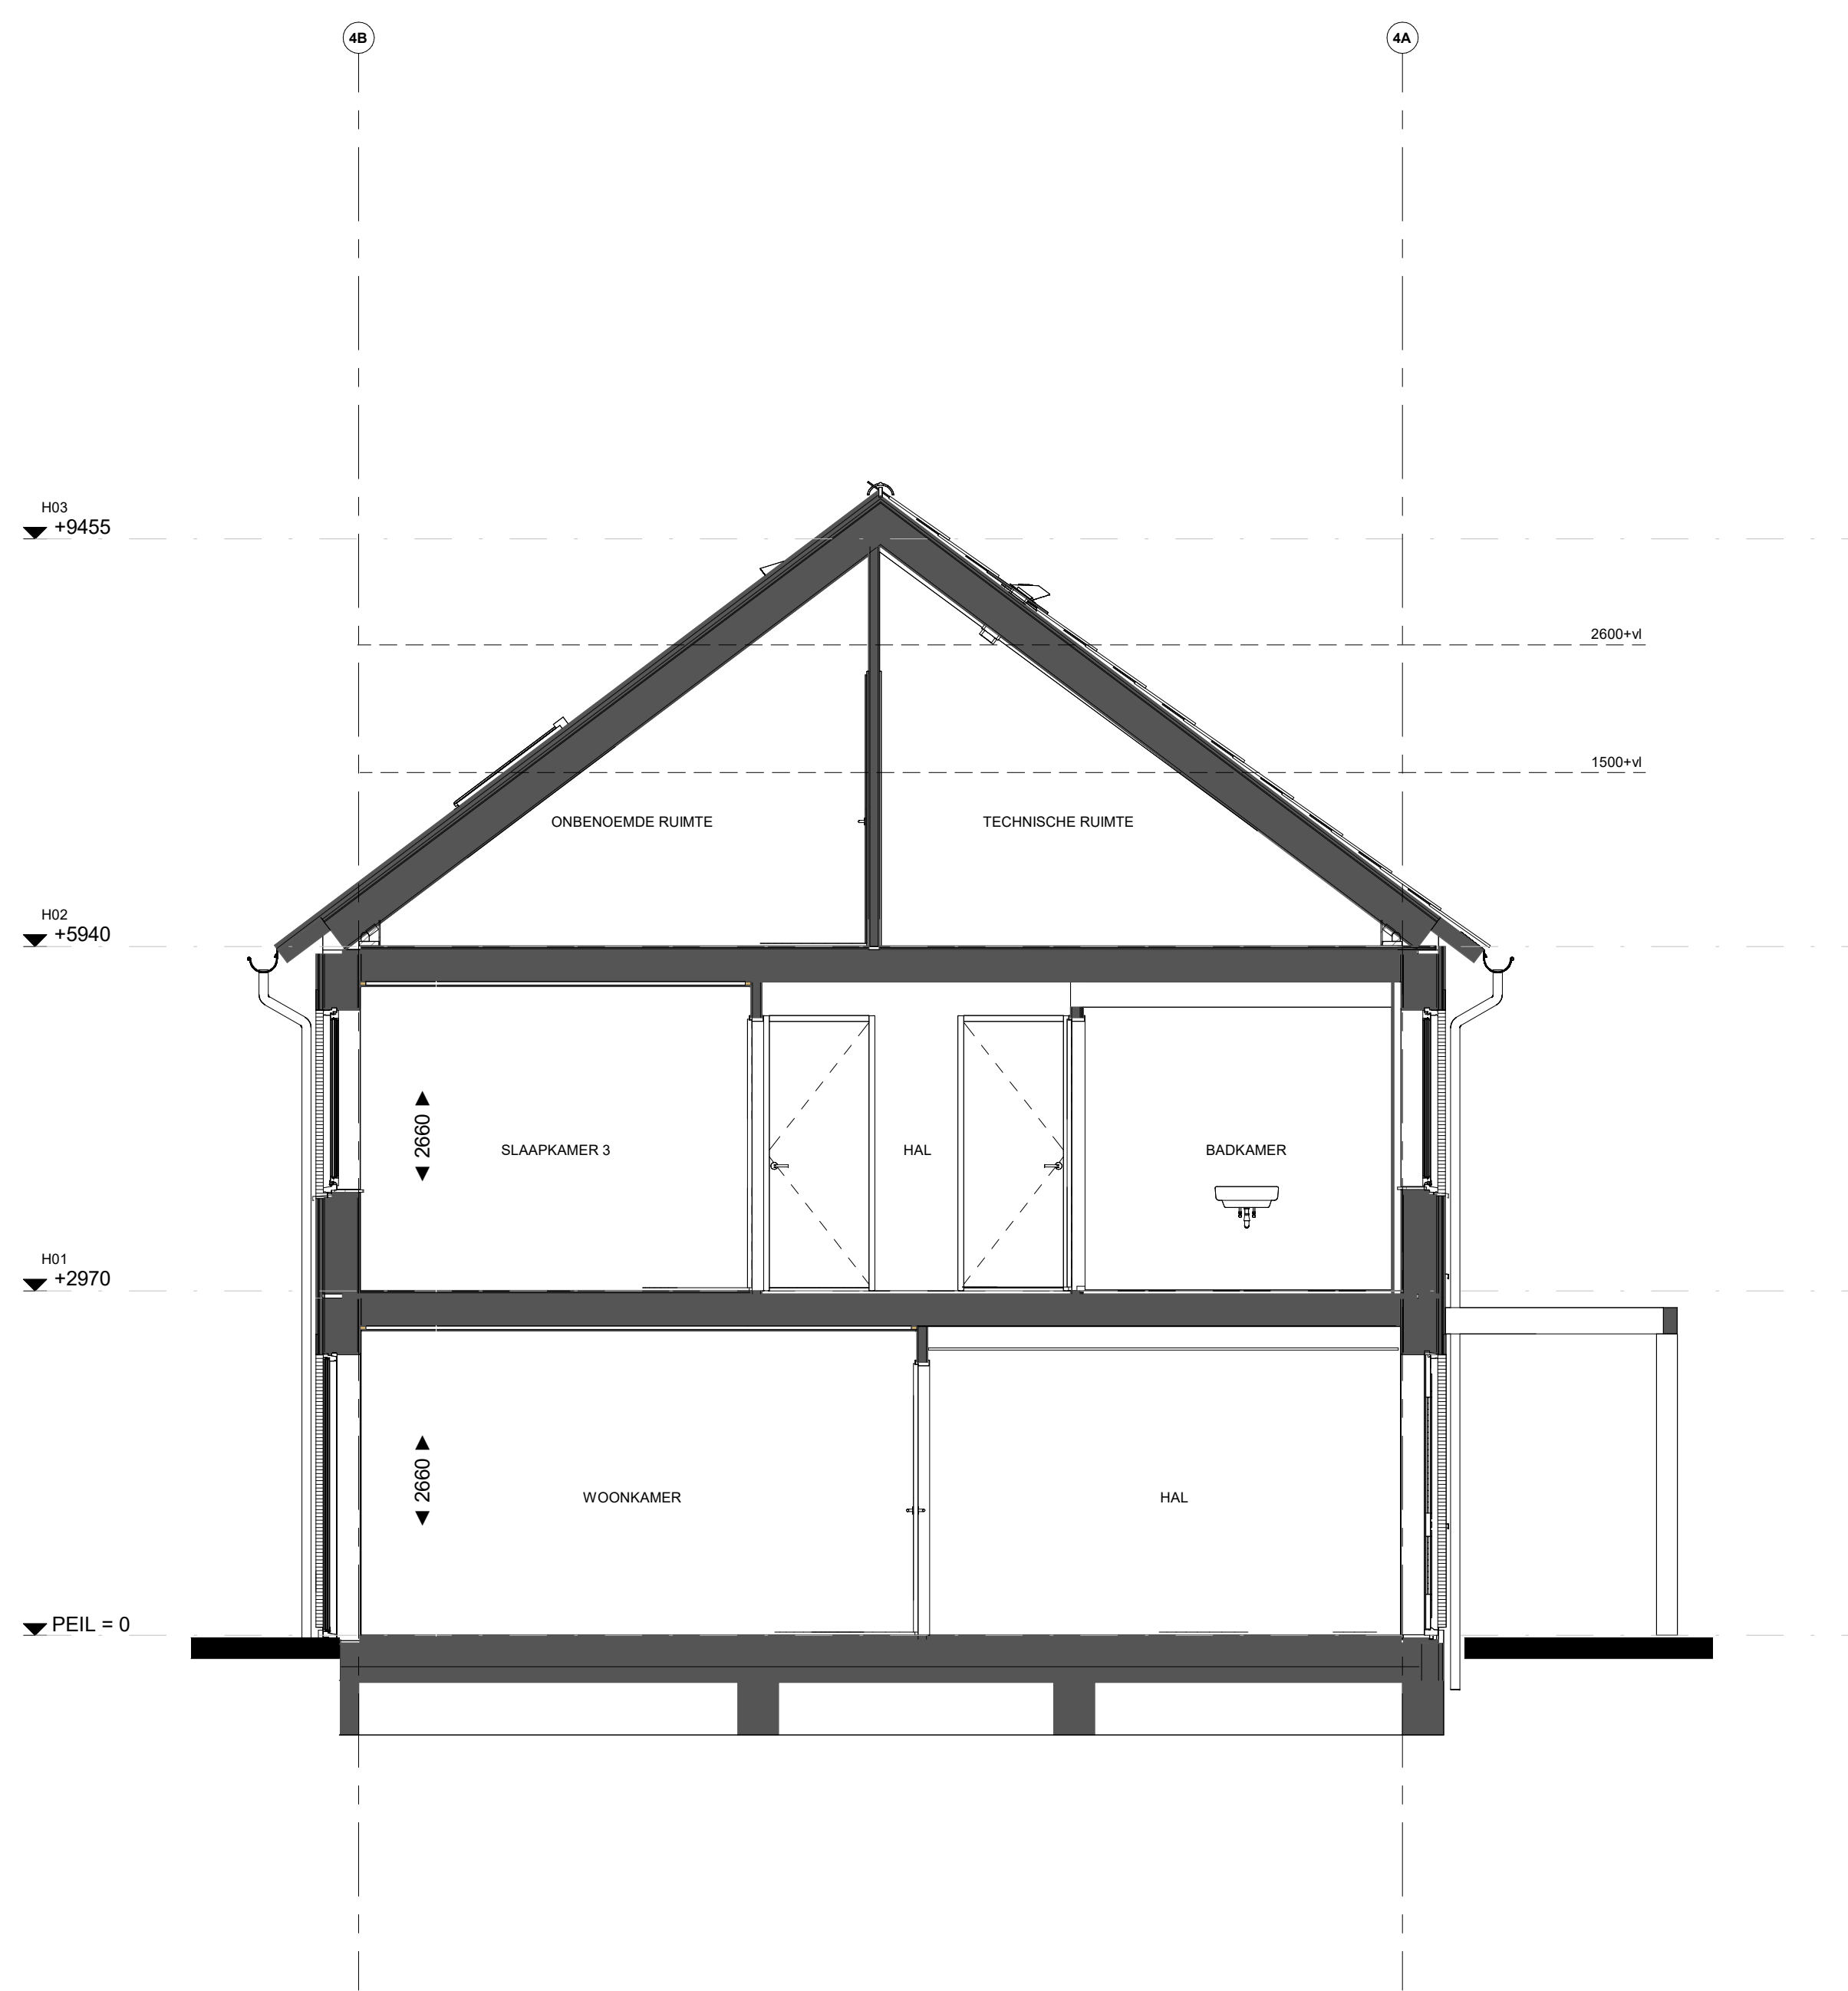 4B
4A
H03
+9455
2600+vl
1500+vl
ONBENOEMDE RUIMTE
TECHNISCHE RUIMTE
H02
+5940
2660
SLAAPKAMER 3
HAL
BADKAMER
H01
+2970
2660
WOONKAMER
HAL
PEIL = 0